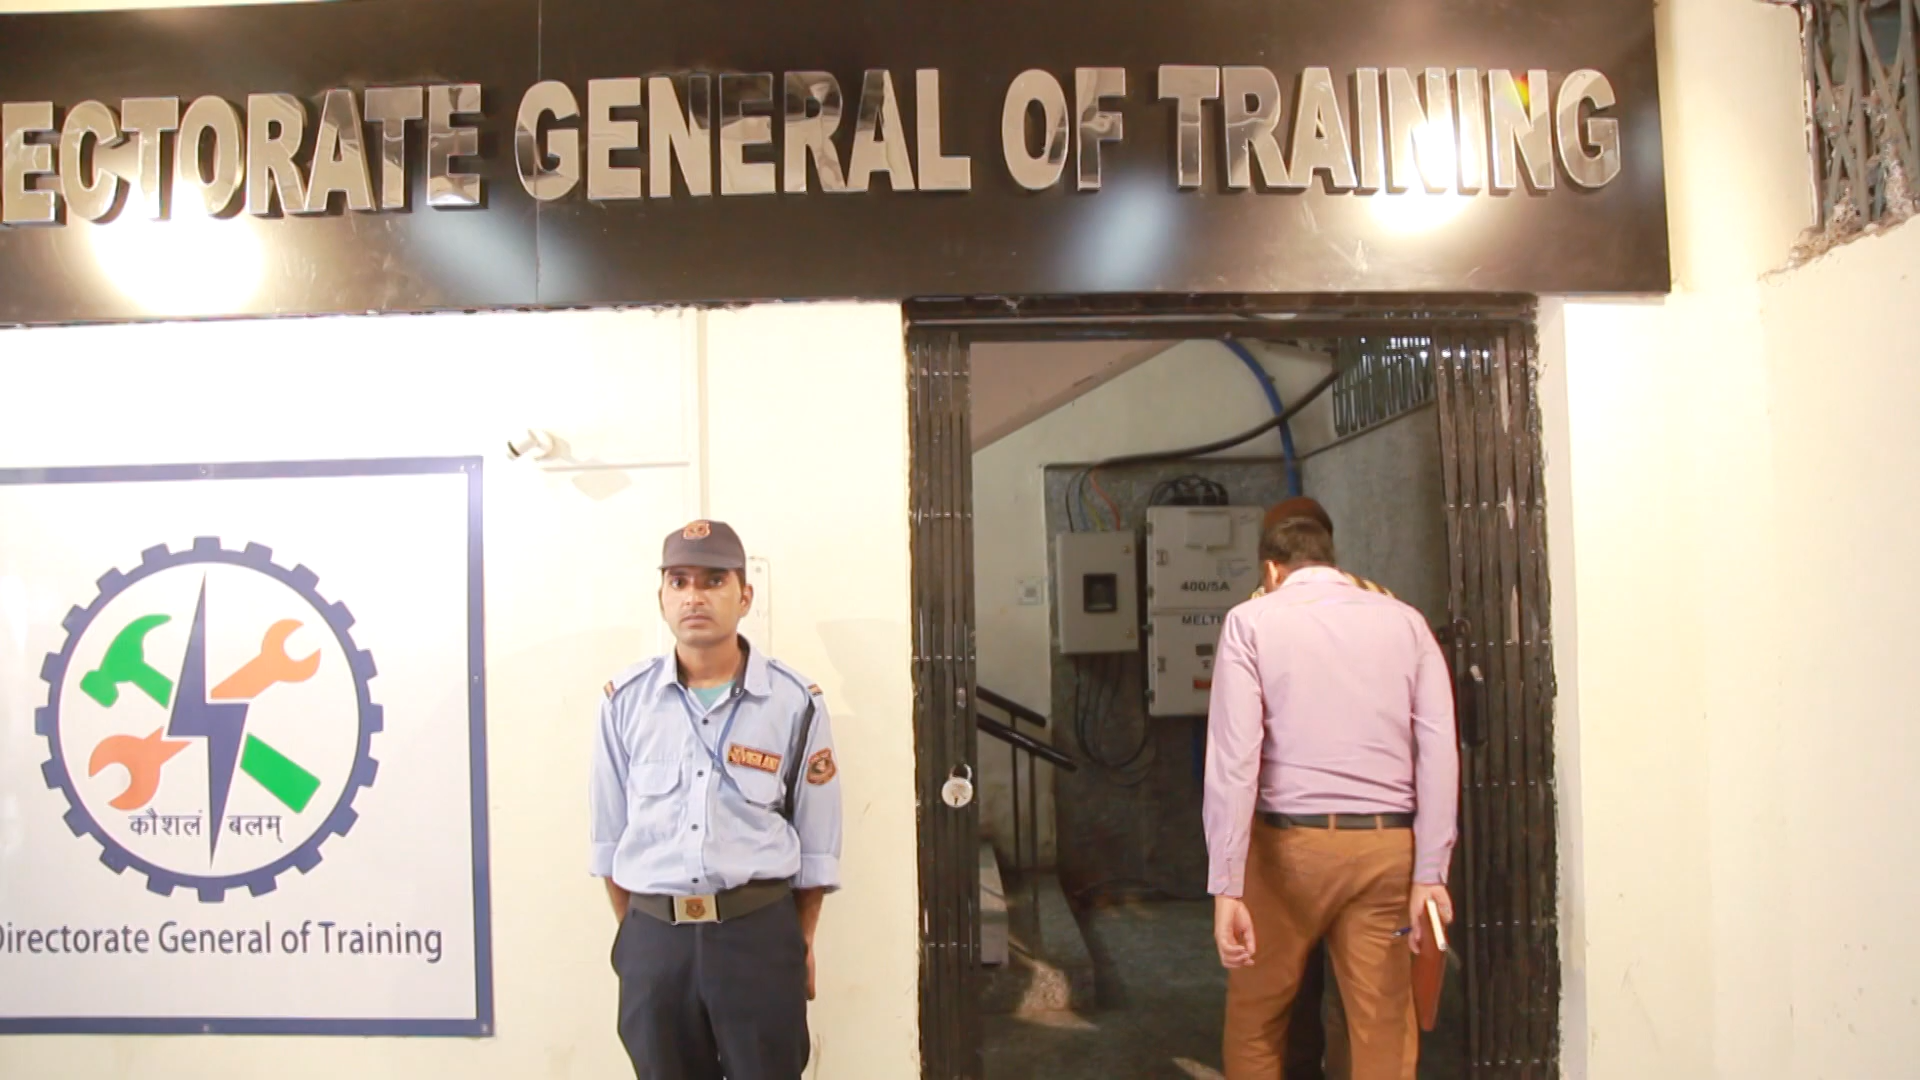 ECTORATE GENERAL OF TRAINING
400/5A
कौशलं बलम्
Directorate General of Training